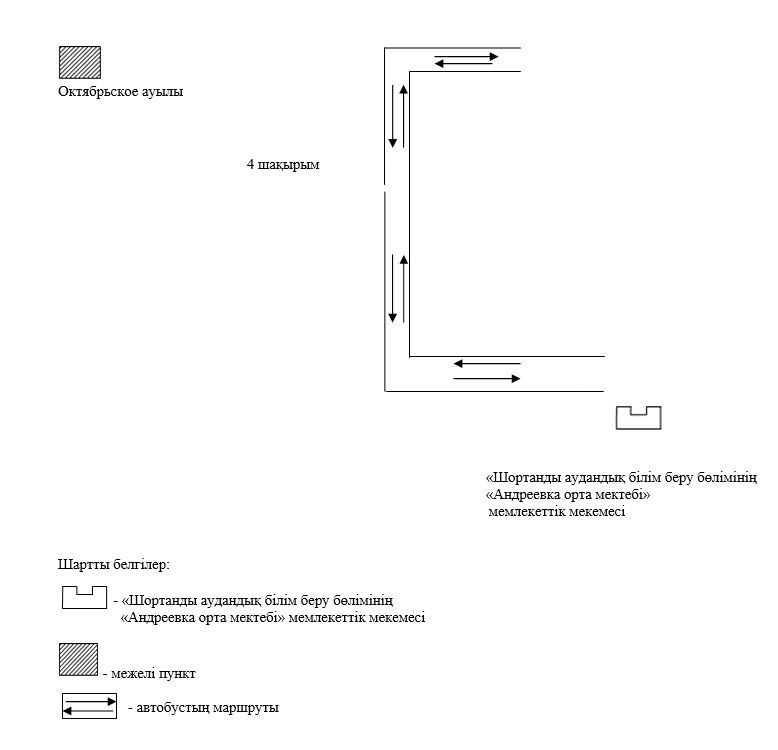 Октябрьское ауылы
4 шақырым
«Шортанды аудандық білім беру бөлімінің
«Андреевка орта мектебі»
мемлекеттік мекемесі
Шартты белгілер:
- «Шортанды аудандық білім беру бөлімінің
«Андреевка орта мектебі» мемлекеттік мекемесі
- межелі пункт
- автобустың маршруты